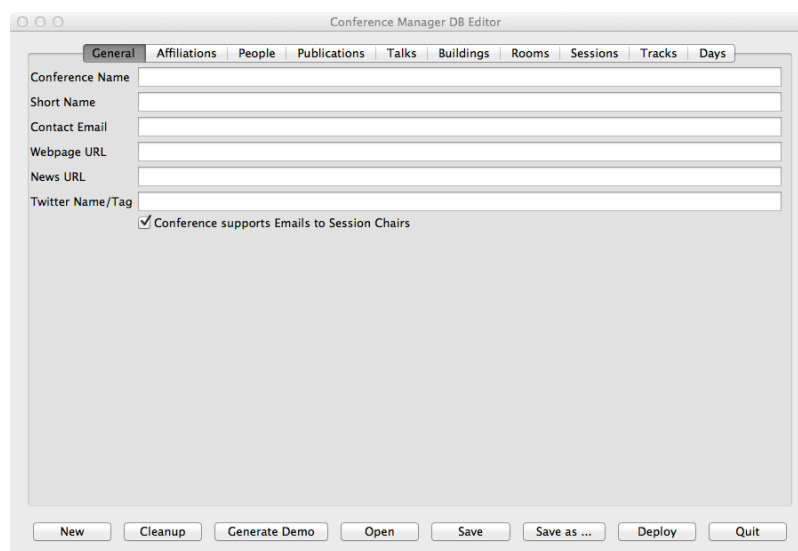 Conference Manager DB Editor
General Affiliations People Publications Talks Buildings Rooms Sessions Tracks Days
Conference Name
Short Name
Contact Email
Webpage URL
News URL
Twitter Name/Tag
Conference supports Emails to Session Chairs
New Cleanup Generate Demo Open Save Save as ... Deploy Quit